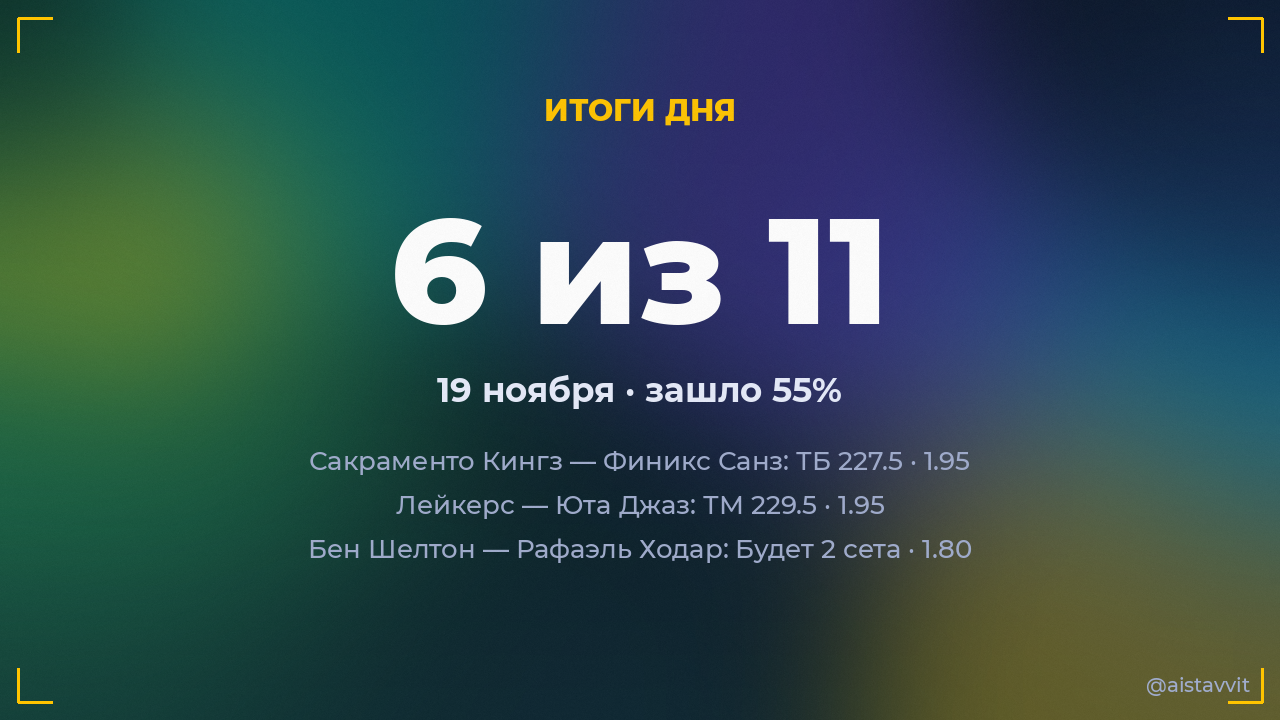 ИТОГИ ДНЯ
6 из 11
19 ноября · зашло 55%
Сакраменто Кингз — Финикс Санз: ТБ 227.5 · 1.95
Лейкерс — Юта Джаз: ТМ 229.5 · 1.95
Бен Шелтон — Рафаэль Ходар: Будет 2 сета · 1.80
@aistavvit